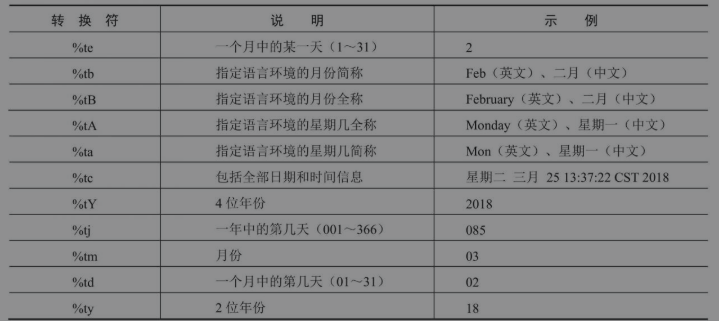 转换符 说明 示例
%te 一个月中的某一天（1～31） 2
%tb 指定语言环境的月份简称 Feb（英文）、二月（中文）
%tB 指定语言环境的月份全称 February（英文）、二月（中文）
%tA 指定语言环境的星期几全称 Monday（英文）、星期一（中文）
%ta 指定语言环境的星期几简称 Mon（英文）、星期一（中文）
%tc 包括全部日期和时间信息 星期二 三月 25 13:37:22 CST 2018
%tY 4 位年份 2018
%tj 一年中的第几天（001～366） 085
%tm 月份 03
%td 一个月中的第几天（01～31） 02
%ty 2 位年份 18